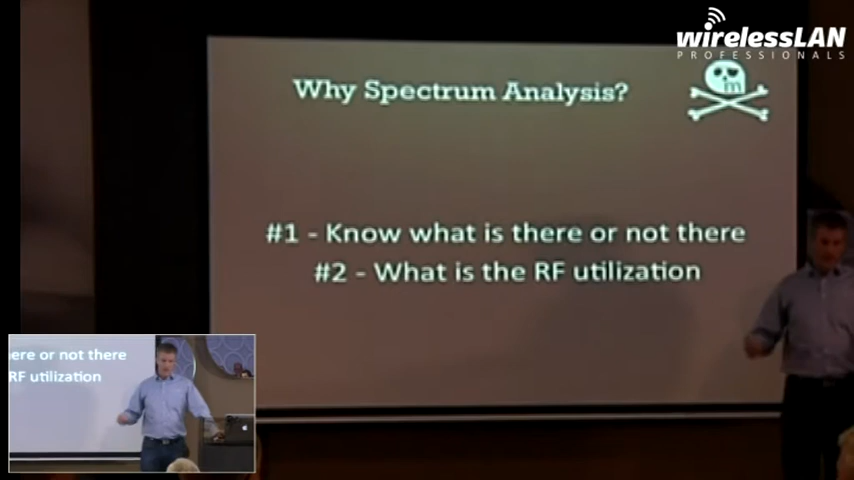 wirelessLAN
PROFESSIONALS
Why Spectrum Analysis?
#1 - Know what is there or not there
#2 - What is the RF utilization
ere or not there
RF utilization